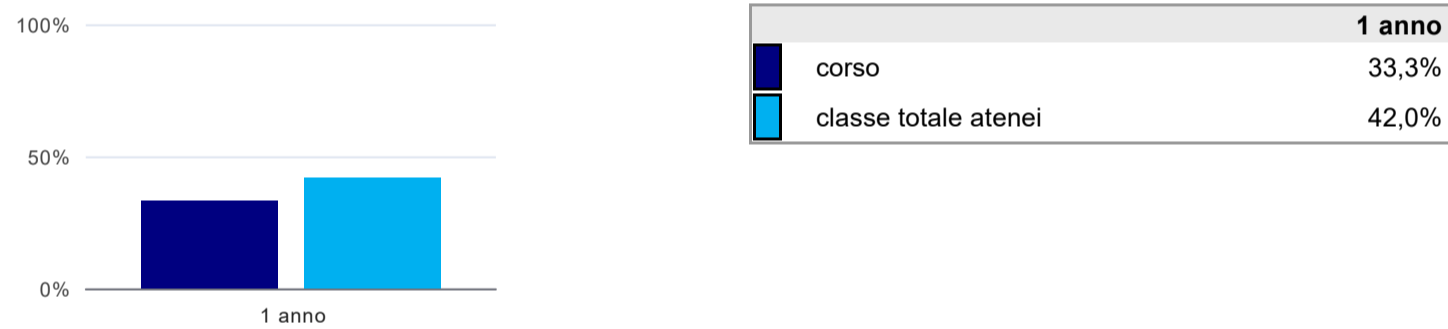 100%
50%
0%
1 anno
1 anno
corso 33,3%
classe totale atenei 42,0%